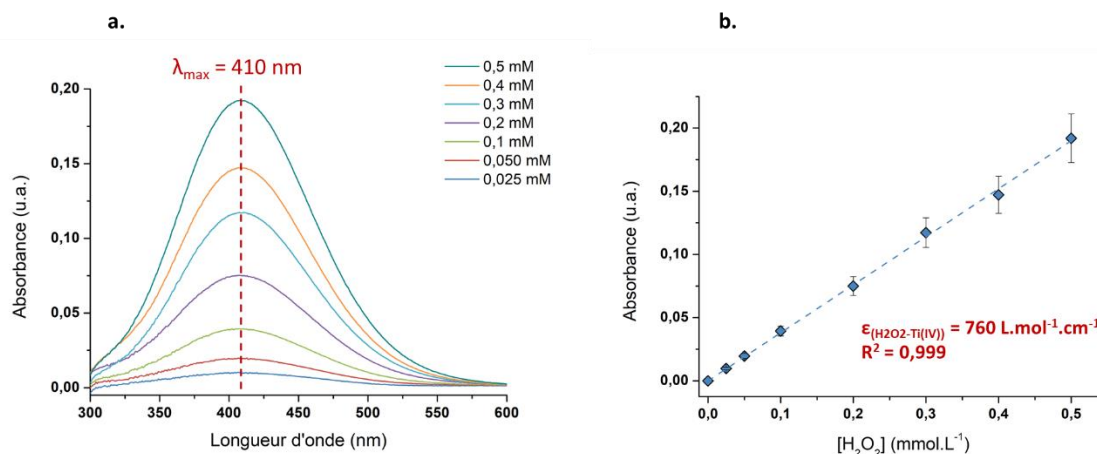 a.
λmax = 410 nm
0,5 mM
0,4 mM
0,3 mM
0,2 mM
0,1 mM
0,050 mM
0,025 mM
Absorbance (u.a.)
0,20
0,15
0,10
0,05
0,00
300
350
400
450
500
550
600
Longueur d'onde (nm)
b.
Absorbance (u.a.)
0,20
0,15
0,10
0,05
0,00
ε(H2O2-Ti(IV)) = 760 L.mol⁻¹.cm⁻¹
R² = 0,999
0,0
0,1
0,2
0,3
0,4
0,5
[H₂O₂] (mmol.L⁻¹)